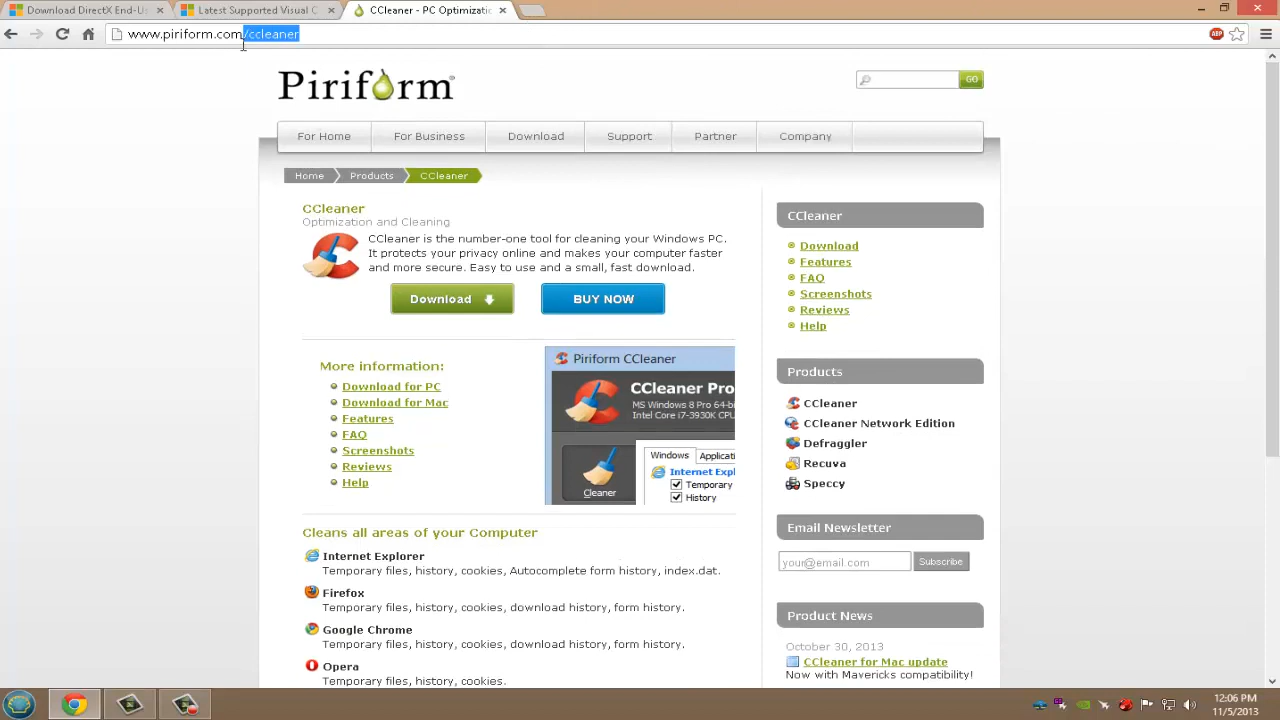 Download DirectX End-Us
Latest Supported Visual C
CCleaner - PC Optimizatio
www.piriform.com/ccleaner
ABP
Piriform
GO
For Home
For Business
Download
Support
Partner
Company
Home
Products
CCleaner
CCleaner
Optimization and Cleaning
CCleaner is the number-one tool for cleaning your Windows PC.
It protects your privacy online and makes your computer faster
and more secure. Easy to use and a small, fast download.
Download
BUY NOW
More information:
Download for PC
Download for Mac
Features
FAQ
Screenshots
Reviews
Help
Piriform CCleaner
CCleaner Pro
MS Windows 8 Pro 64-bi
Intel Core i7-3930K CPU
Cleaner
Windows
Applicati
Internet Expl
Temporary
History
Cleans all areas of your Computer
Internet Explorer
Temporary files, history, cookies, Autocomplete form history, index.dat.
Firefox
Temporary files, history, cookies, download history, form history.
Google Chrome
Temporary files, history, cookies, download history, form history.
Opera
Temporary files, history, cookies.
CCleaner
Download
Features
FAQ
Screenshots
Reviews
Help
Products
CCleaner
CCleaner Network Edition
Defraggler
Recuva
Speccy
Email Newsletter
your@email.com
Subscribe
Product News
October 30, 2013
CCleaner for Mac update
Now with Mavericks compatibility!
12:06 PM
11/5/2013